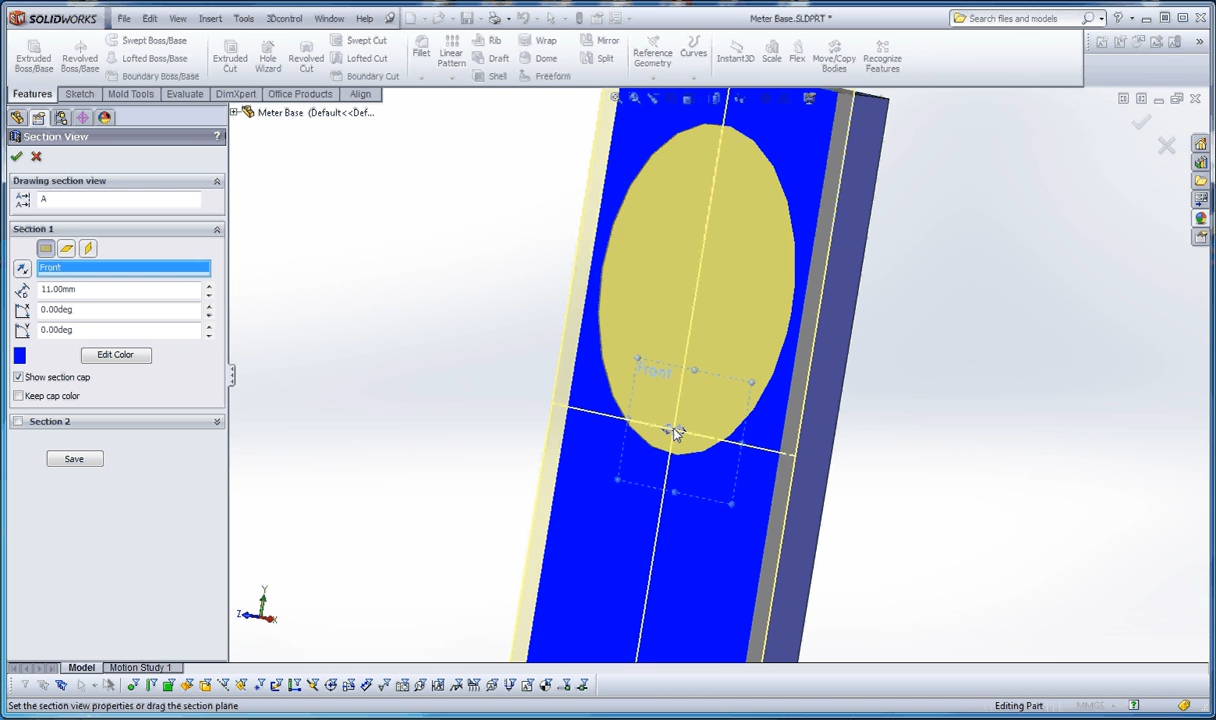 SOLIDWORKS File Edit View Insert Tools 3Dcontrol Window Help Meter Base.SLDPRT * Search files and models
Extruded Boss/Base
Revolved Boss/Base
Swept Boss/Base
Lofted Boss/Base
Boundary Boss/Base
Extruded Cut
Hole Wizard
Revolved Cut
Swept Cut
Lofted Cut
Boundary Cut
Fillet
Linear Pattern
Rib
Draft
Shell
Wrap
Dome
Freeform
Mirror
Split
Reference Geometry
Curves
Instant3D
Scale
Flex
Move/Copy Bodies
Recognize Features
Features Sketch Mold Tools Evaluate DimXpert Office Products Align
Meter Base (Default<<Def...
Section View ?
Drawing section view
A
Section 1
Front
11.00mm
0.00deg
0.00deg
Edit Color
Show section cap
Keep cap color
Section 2
Save
Front
Y
Z
X
Model Motion Study 1
Set the section view properties or drag the section plane Editing Part MMGS